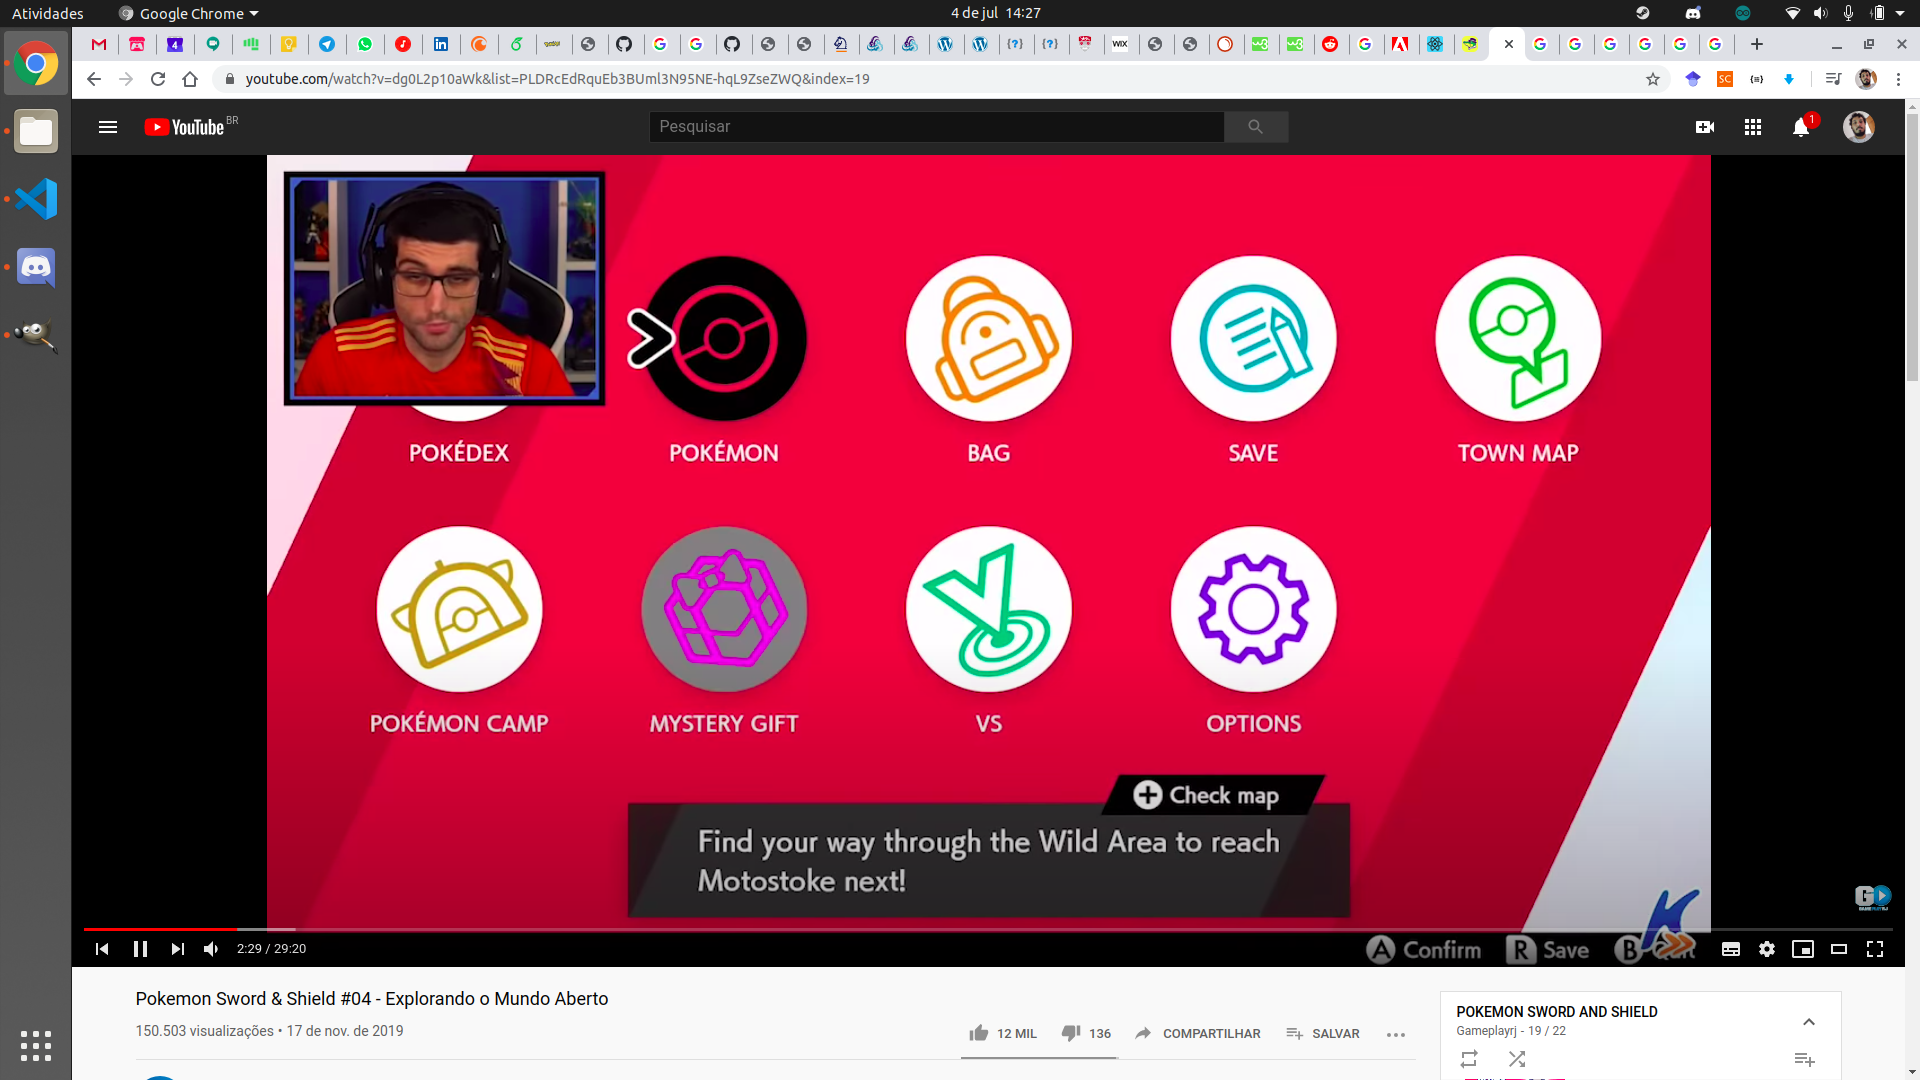 Atividades
Google Chrome
4 de jul 14:27
youtube.com/watch?v=dg0L2p10aWk&list=PLDRcEdRquEb3BUml3N95NE-hqL9ZseZWQ&index=19
YouTube BR
Pesquisar
1
POKÉDEX
POKÉMON
BAG
SAVE
TOWN MAP
POKÉMON CAMP
MYSTERY GIFT
VS
OPTIONS
Check map
Find your way through the Wild Area to reach
Motostoke next!
A Confirm
R Save
B
2:29 / 29:20
Pokemon Sword & Shield #04 - Explorando o Mundo Aberto
150.503 visualizações • 17 de nov. de 2019
12 MIL
136
COMPARTILHAR
SALVAR
POKEMON SWORD AND SHIELD
Gameplayrj - 19 / 22